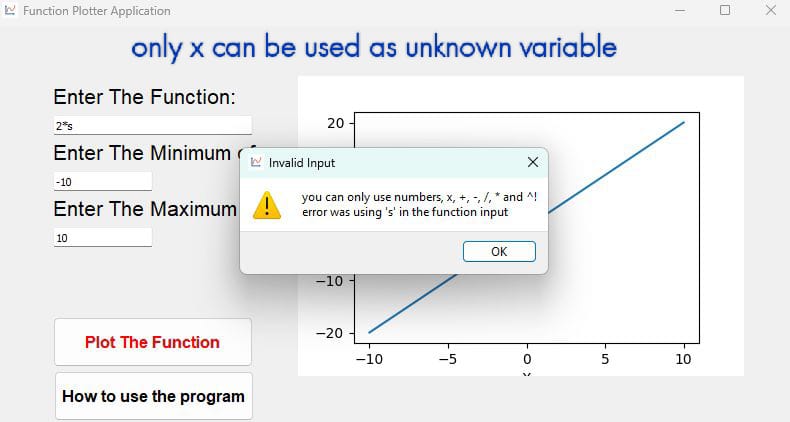 Function Plotter Application
only x can be used as unknown variable
Enter The Function:
2*s
Enter The Minimum
-10
Enter The Maximum
10
Plot The Function
How to use the program
Invalid Input
you can only use numbers, x, +, -, /, * and ^!
error was using 's' in the function input
OK
20
−10
−20
−10 −5 0 5 10